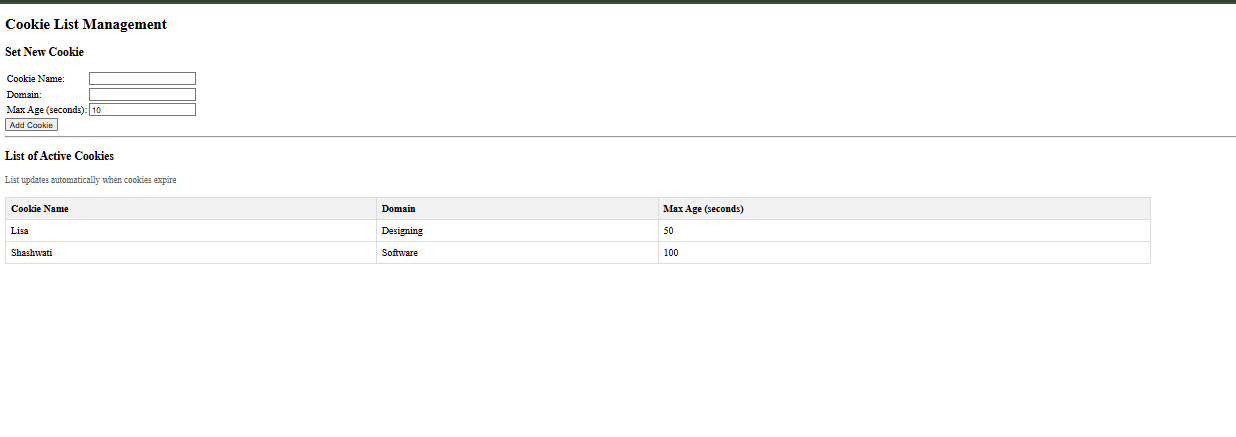 Cookie List Management
Set New Cookie
Cookie Name:
Domain:
Max Age (seconds): 10
Add Cookie
List of Active Cookies
List updates automatically when cookies expire
Cookie Name Domain Max Age (seconds)
Lisa Designing 50
Shashwati Software 100